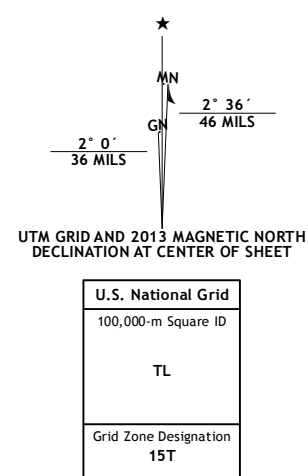 ★
MN
2° 36´
46 MILS
GN
2° 0´
36 MILS
UTM GRID AND 2013 MAGNETIC NORTH
DECLINATION AT CENTER OF SHEET
U.S. National Grid
100,000-m Square ID
TL
Grid Zone Designation
15T